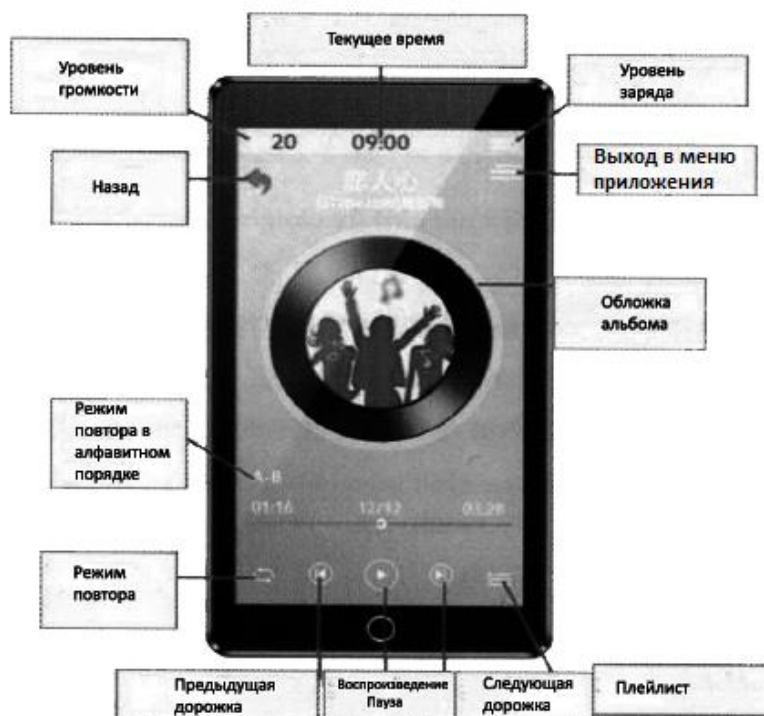 Текущее время
Уровень
громкости
Уровень
заряда
20
09:00
Назад
Выход в меню
приложения
Обложка
альбома
Режим
повтора в
алфавитном
порядке
A-B
01:16
12/12
03:28
Режим
повтора
Предыдущая
дорожка
Воспроизведение
Пауза
Следующая
дорожка
Плейлист